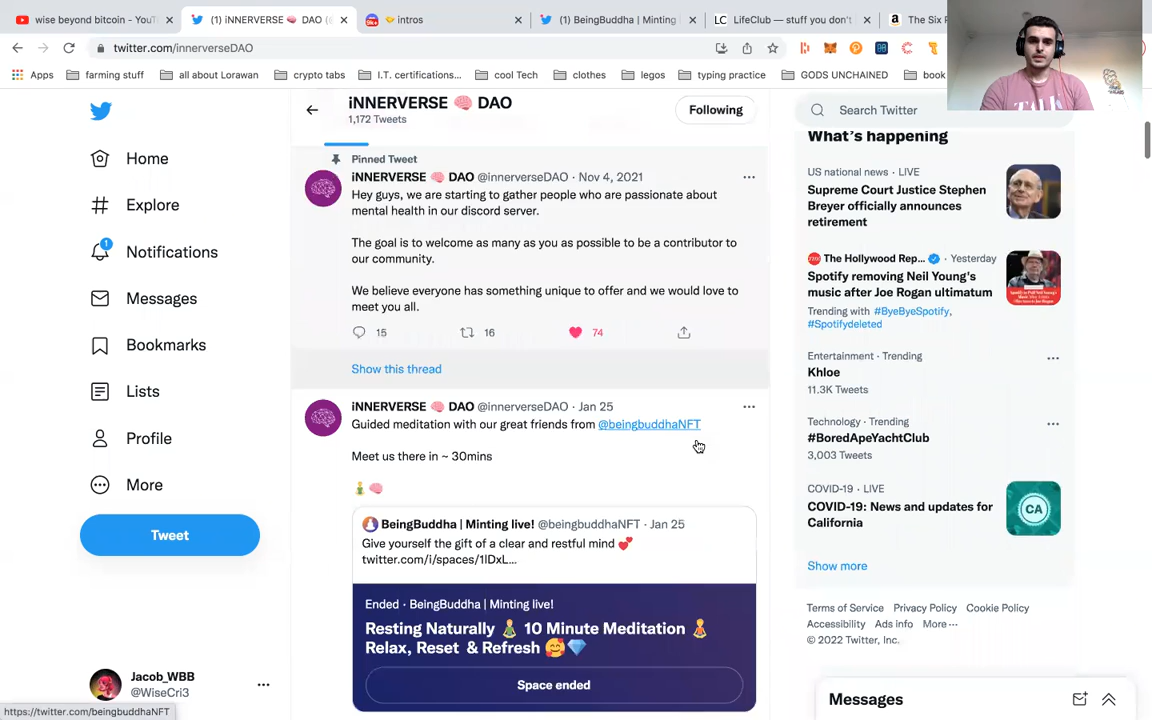 wise beyond bitcoin - YouT
(1) iNNERVERSE 🧠 DAO (
intros
(1) BeingBuddha | Minting
LifeClub — stuff you don't
The Six P
twitter.com/innerverseDAO
Apps
farming stuff
all about Lorawan
crypto tabs
I.T. certifications...
cool Tech
clothes
legos
typing practice
GODS UNCHAINED
book
Home
Explore
1
Notifications
Messages
Bookmarks
Lists
Profile
More
Tweet
Jacob_WBB
@WiseCri3
https://twitter.com/beingbuddhaNFT
iNNERVERSE 🧠 DAO
1,172 Tweets
Following
Pinned Tweet
iNNERVERSE 🧠 DAO @innerverseDAO · Nov 4, 2021
Hey guys, we are starting to gather people who are passionate about
mental health in our discord server.
The goal is to welcome as many as you as possible to be a contributor to
our community.
We believe everyone has something unique to offer and we would love to
meet you all.
15 16 74
Show this thread
iNNERVERSE 🧠 DAO @innerverseDAO · Jan 25
Guided meditation with our great friends from @beingbuddhaNFT
Meet us there in ~ 30mins
🧘🧠
BeingBuddha | Minting live! @beingbuddhaNFT · Jan 25
Give yourself the gift of a clear and restful mind 💕
twitter.com/i/spaces/1lDxL...
Ended · BeingBuddha | Minting live!
Resting Naturally 🧘 10 Minute Meditation 🧘
Relax, Reset & Refresh 🥰💎
Space ended
Search Twitter
What's happening
US national news · LIVE
Supreme Court Justice Stephen
Breyer officially announces
retirement
The Hollywood Rep... · Yesterday
Spotify removing Neil Young's
music after Joe Rogan ultimatum
Trending with #ByeByeSpotify,
#Spotifydeleted
Entertainment · Trending
Khloe
11.3K Tweets
Technology · Trending
#BoredApeYachtClub
3,003 Tweets
COVID-19 · LIVE
COVID-19: News and updates for
California
CA
Show more
Terms of Service Privacy Policy Cookie Policy
Accessibility Ads info More ···
© 2022 Twitter, Inc.
Messages